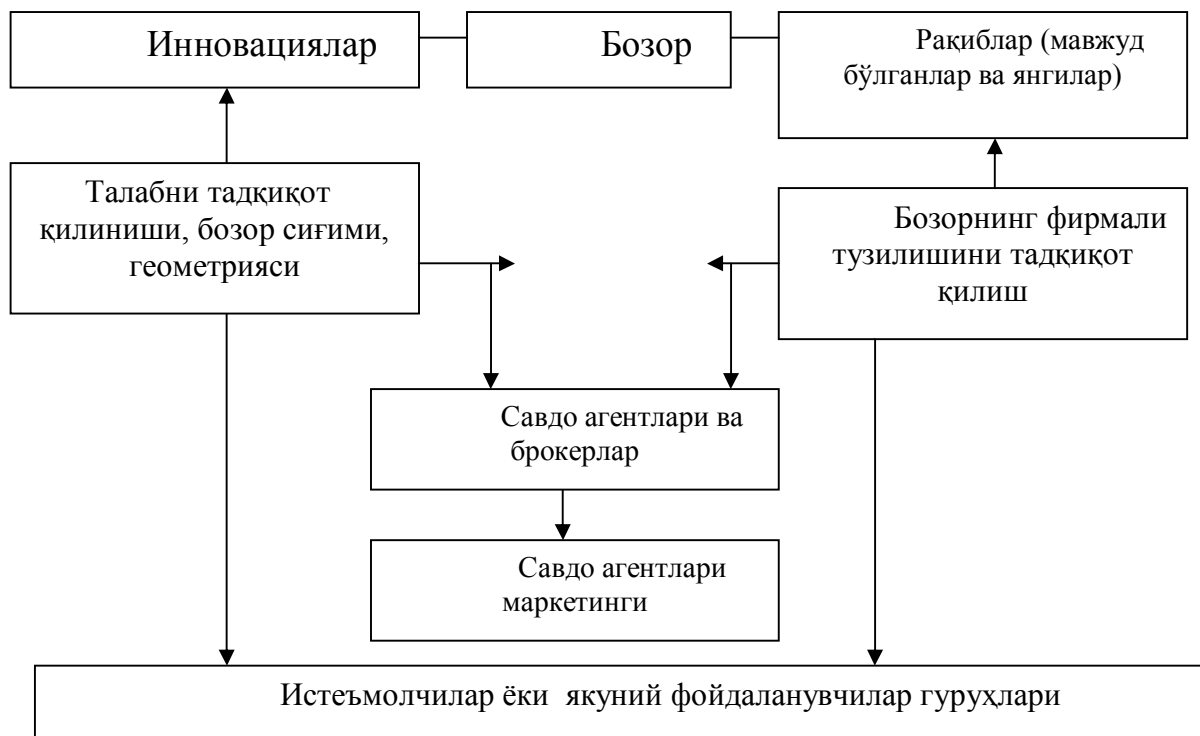 Инновациялар
Бозор
Рақиблар (мавжуд
бўлганлар ва янгилар)
Талабни тадқиқот
қилиниши, бозор сиғими,
геометрияси
Бозорнинг фирмали
тузилишини тадқиқот
қилиш
Савдо агентлари ва
брокерлар
Савдо агентлари
маркетинги
Истеъмолчилар ёки якуний фойдаланувчилар гуруҳлари